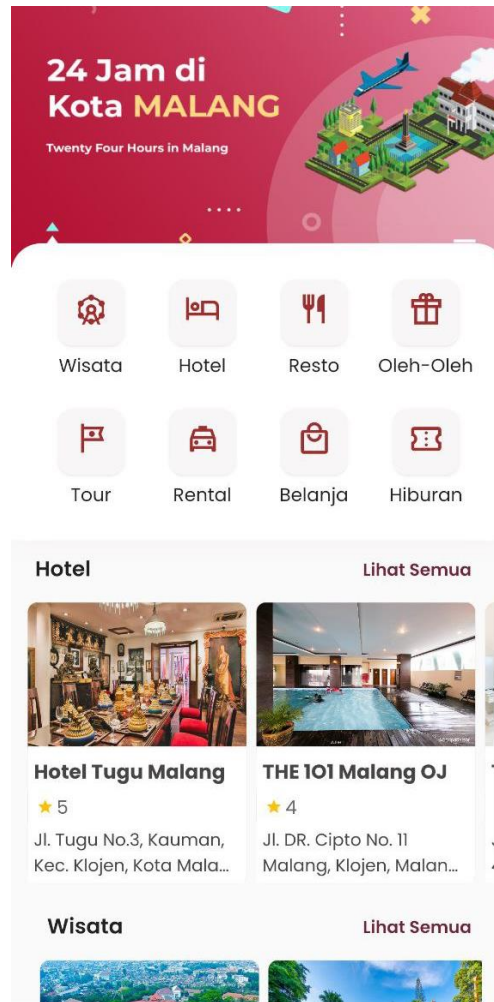 24 Jam di
Kota MALANG
Twenty Four Hours in Malang
Wisata
Hotel
Resto
Oleh-Oleh
Tour
Rental
Belanja
Hiburan
Hotel
Lihat Semua
Hotel Tugu Malang
5
Jl. Tugu No.3, Kauman,
Kec. Klojen, Kota Mala...
THE 1O1 Malang OJ
4
Jl. DR. Cipto No. 11
Malang, Klojen, Malan...
Wisata
Lihat Semua